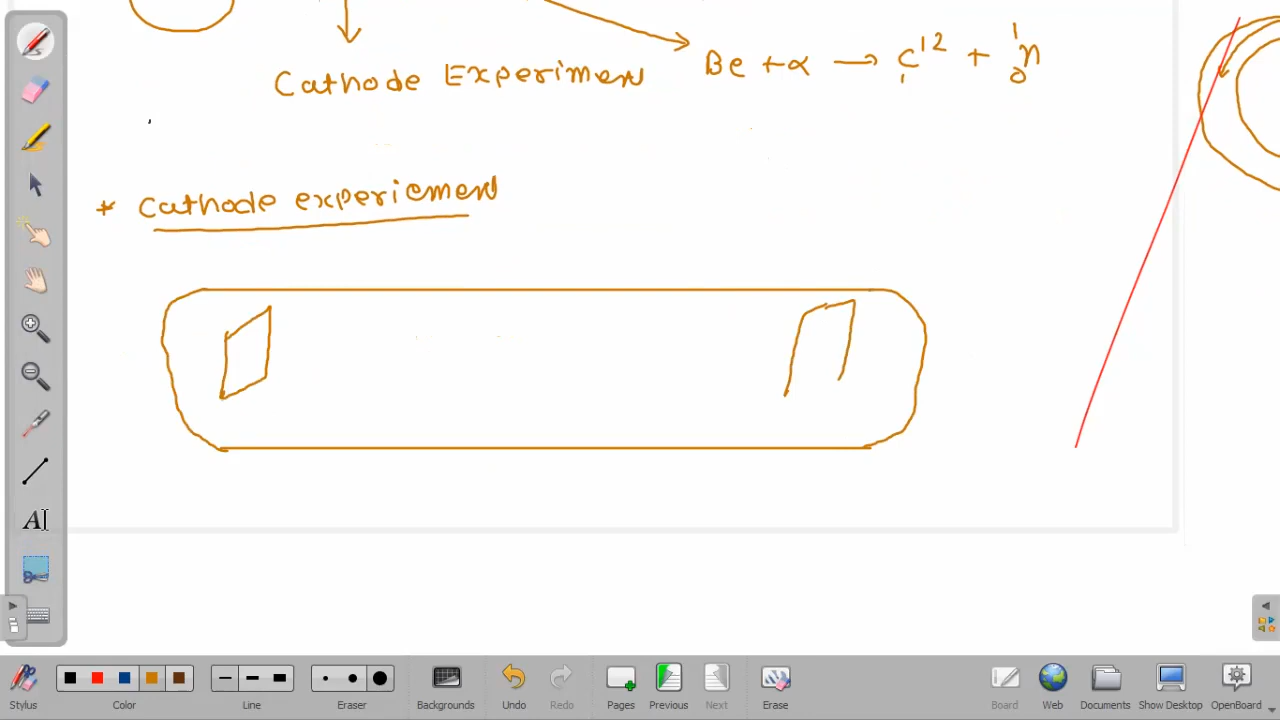 Cathode Experimen
Be + α → C¹² + ¹₀n
* Cathode experiemen
Stylus
Color
Line
Eraser
Backgrounds
Undo
Redo
Pages
Previous
Next
Erase
Board
Web
Documents
Show Desktop
OpenBoard